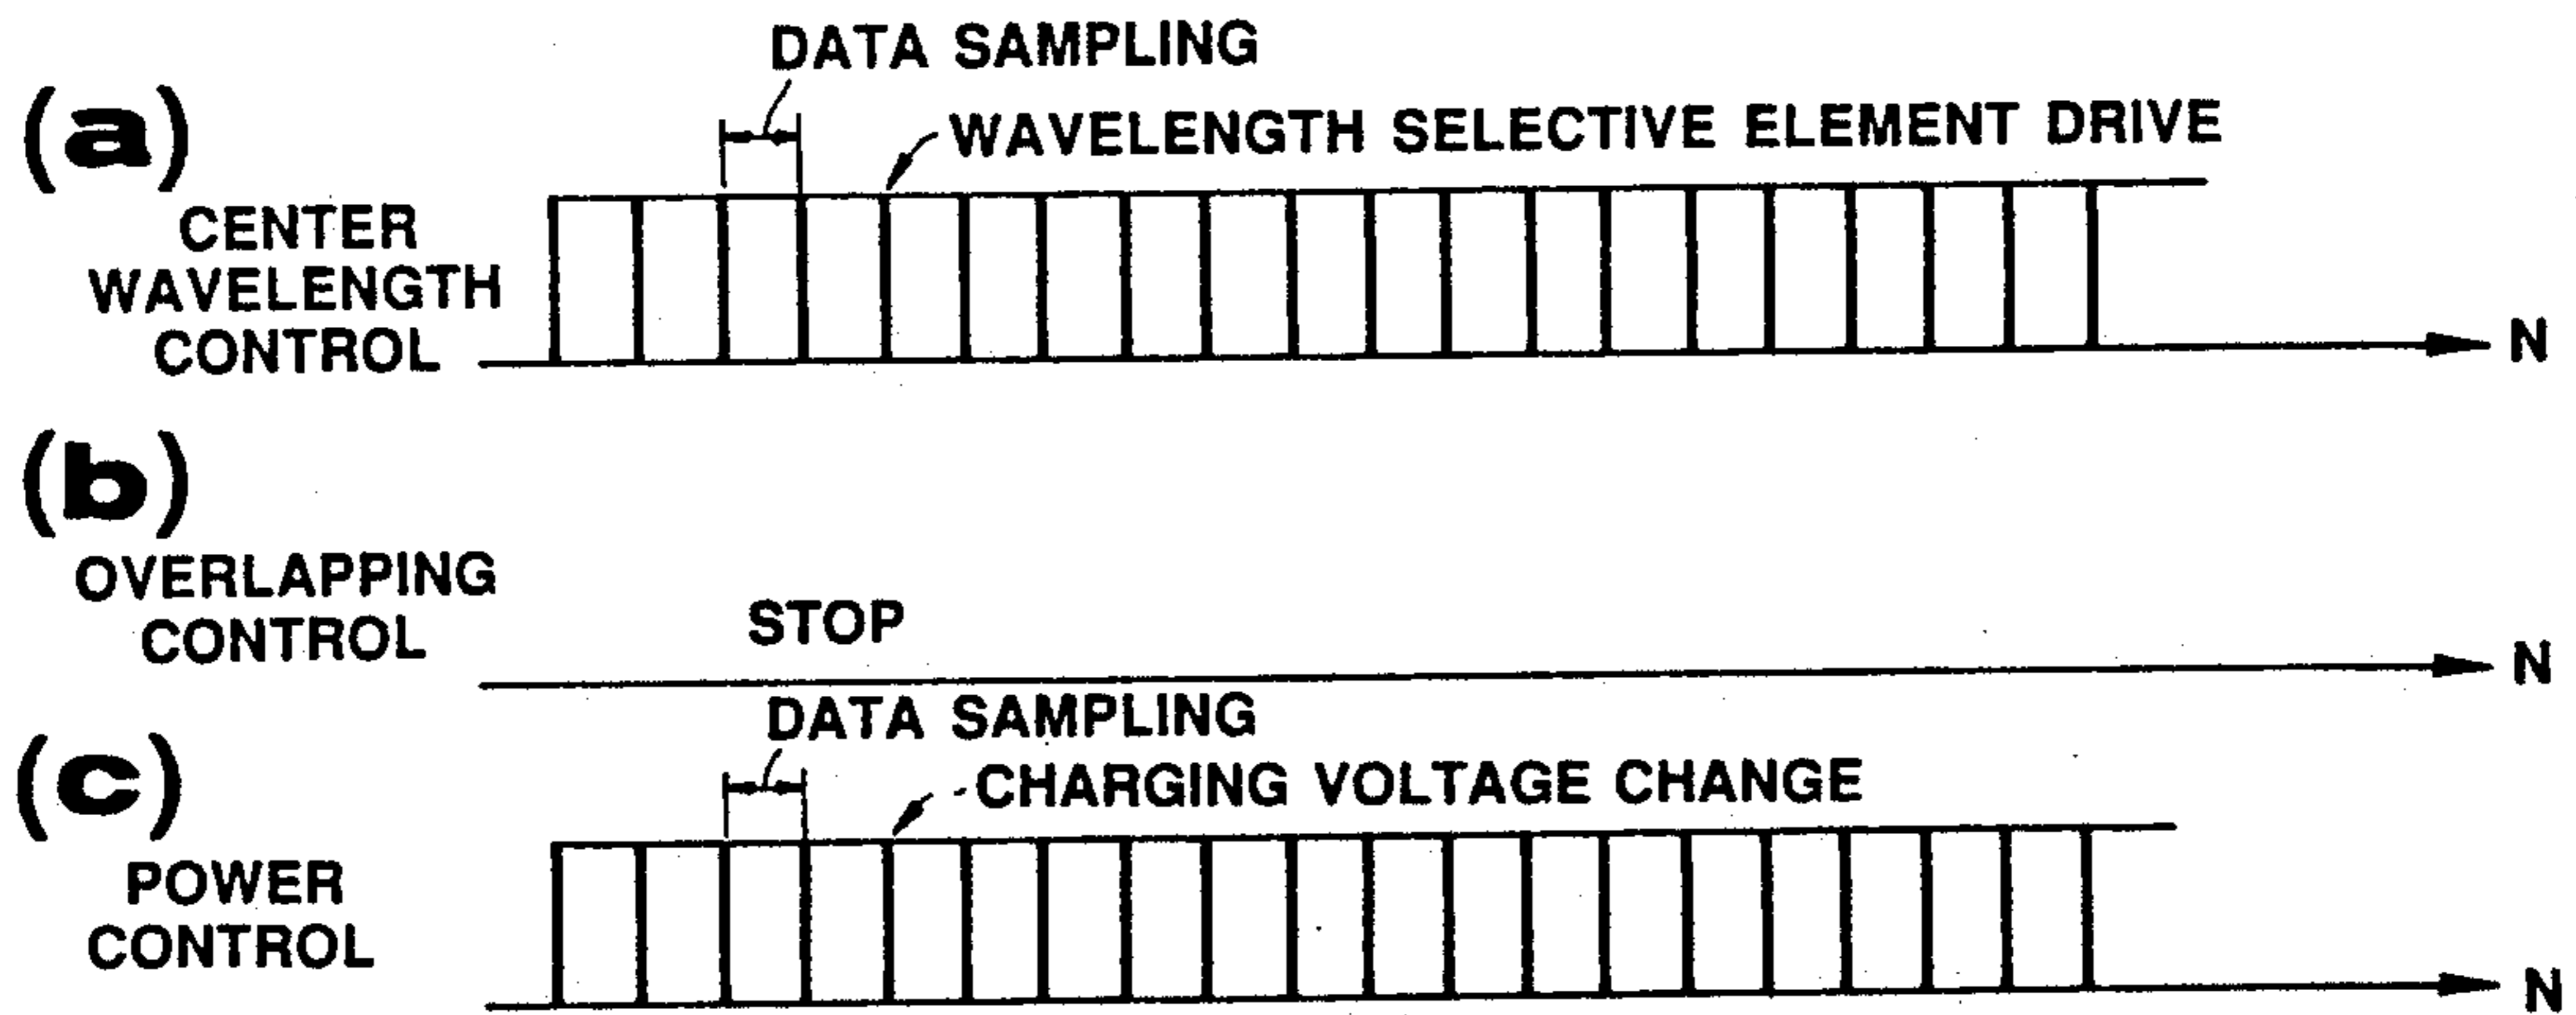 DATA SAMPLING
(a)
WAVELENGTH SELECTIVE ELEMENT DRIVE
CENTER
WAVELENGTH
CONTROL
N
(b)
OVERLAPPING
CONTROL
STOP
N
DATA SAMPLING
(c)
CHARGING VOLTAGE CHANGE
POWER
CONTROL
N